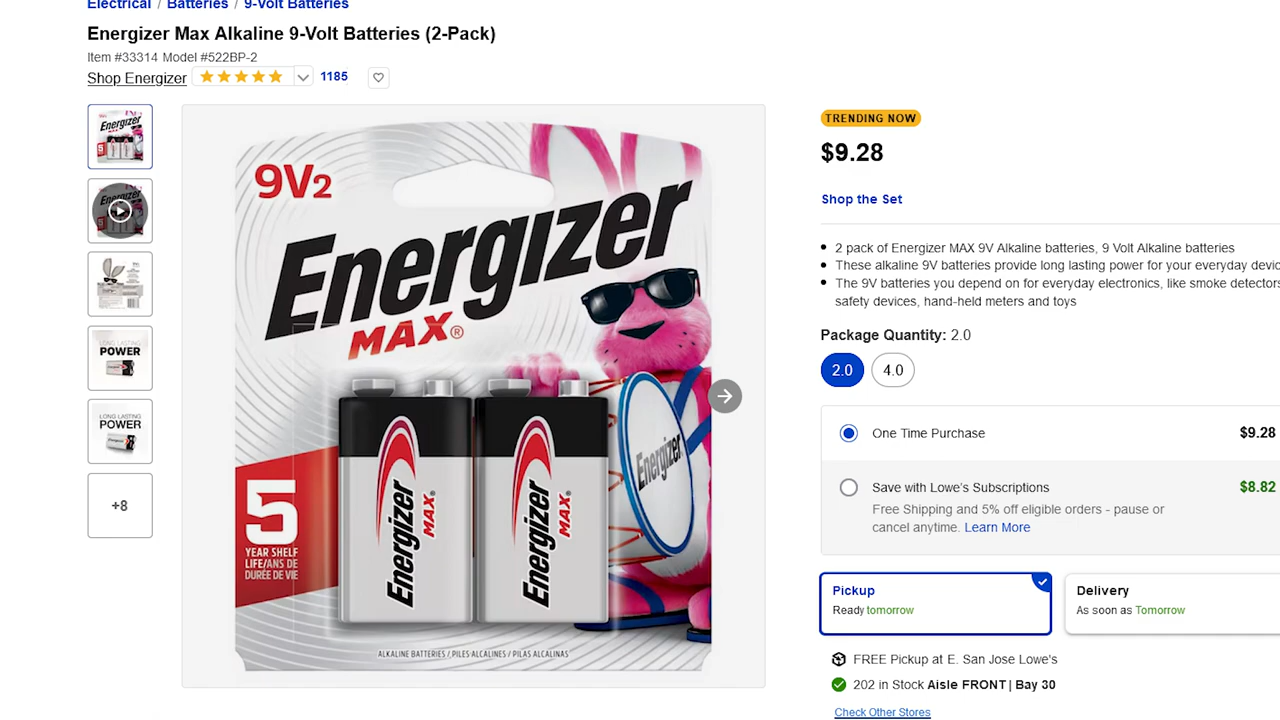 Electrical / Batteries / 9-Volt Batteries
Energizer Max Alkaline 9-Volt Batteries (2-Pack)
Item #33314 Model #522BP-2
Shop Energizer
1185
9V2
Energizer
MAX®
Energizer
MAX®
Energizer
MAX®
Energizer
5
YEAR SHELF
LIFE/ANS DE
DURÉE DE VIE
ALKALINE BATTERIES / PILES ALCALINES / PILAS ALCALINAS
Energizer
LONG LASTING
POWER
LONG LASTING
POWER
+8
TRENDING NOW
$9.28
Shop the Set
2 pack of Energizer MAX 9V Alkaline batteries, 9 Volt Alkaline batteries
These alkaline 9V batteries provide long lasting power for your everyday devic
The 9V batteries you depend on for everyday electronics, like smoke detectors
safety devices, hand-held meters and toys
Package Quantity: 2.0
2.0 4.0
One Time Purchase $9.28
Save with Lowe's Subscriptions $8.82
Free Shipping and 5% off eligible orders - pause or
cancel anytime. Learn More
Pickup
Ready tomorrow
Delivery
As soon as Tomorrow
FREE Pickup at E. San Jose Lowe's
202 in Stock Aisle FRONT | Bay 30
Check Other Stores